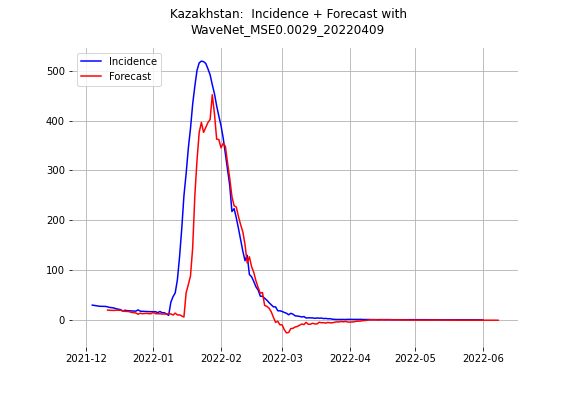 Kazakhstan:  Incidence + Forecast with
WaveNet_MSE0.0029_20220409
Incidence
Forecast
500
400
300
200
100
0
2021-12 2022-01 2022-02 2022-03 2022-04 2022-05 2022-06